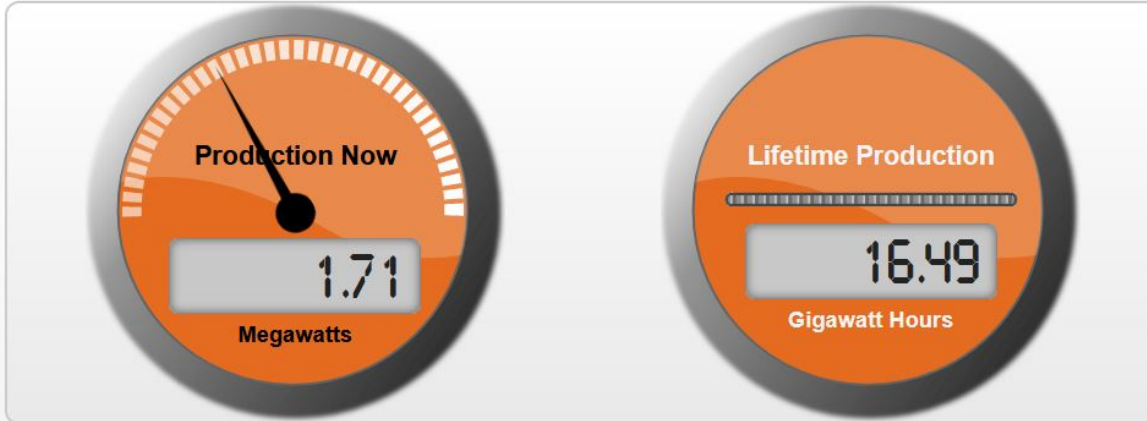 Production Now
1.71
Megawatts
Lifetime Production
16.49
Gigawatt Hours